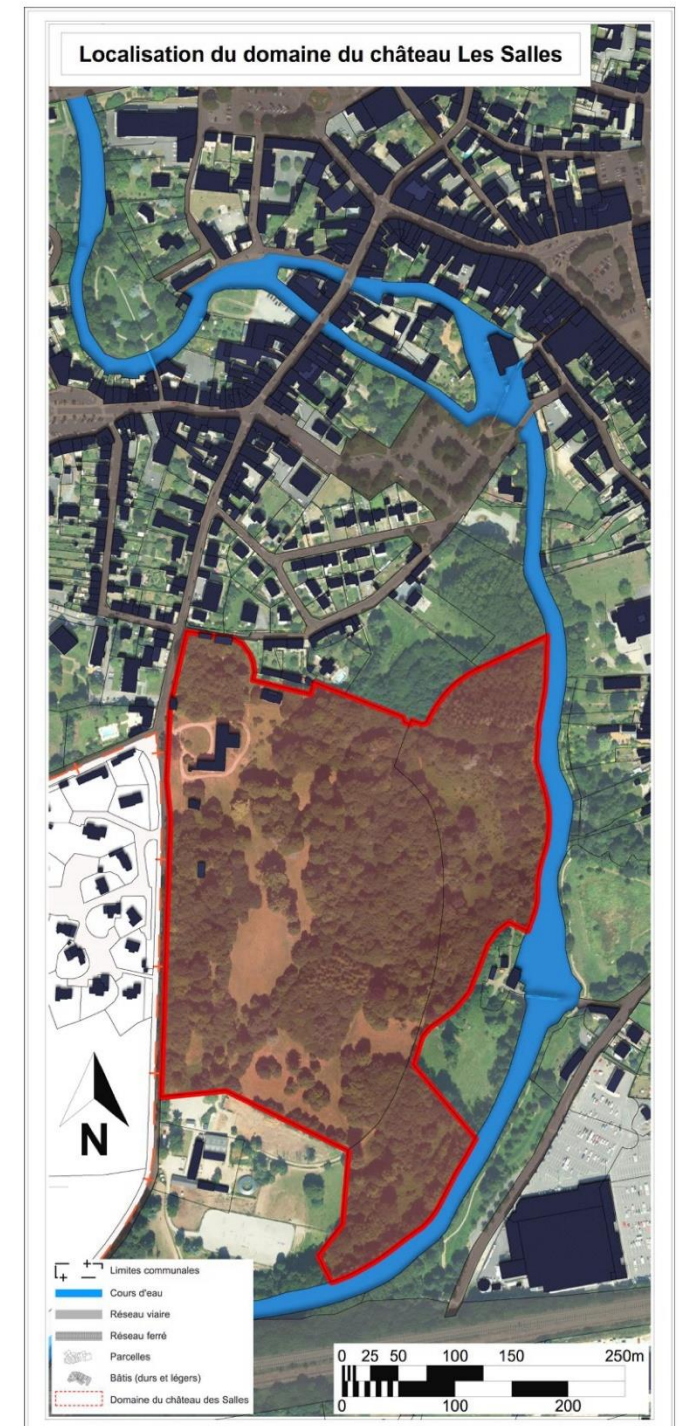 Localisation du domaine du château Les Salles
N
Limites communales
Cours d'eau
Réseau viaire
Réseau ferré
Parcelles
Bâtis (durs et légers)
Domaine du château des Salles
0 25 50 100 150 250m
0 100 200